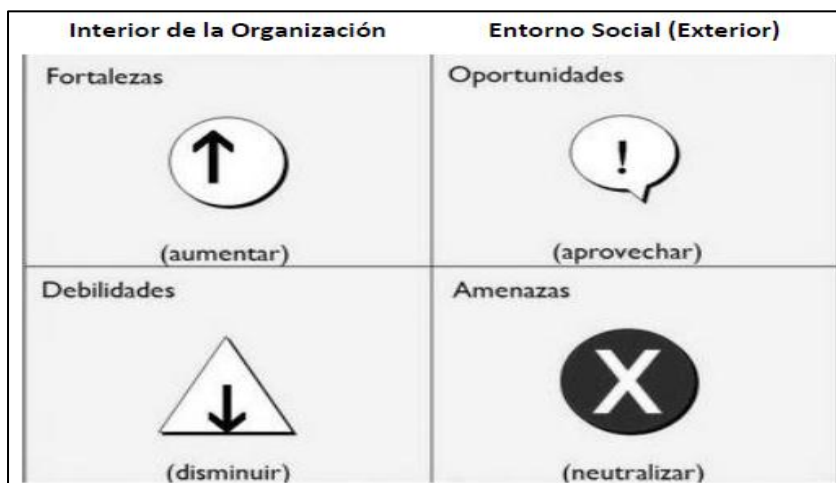 Interior de la Organización
Entorno Social (Exterior)
Fortalezas
Oportunidades
!
(aumentar)
(aprovechar)
Debilidades
Amenazas
X
(disminuir)
(neutralizar)